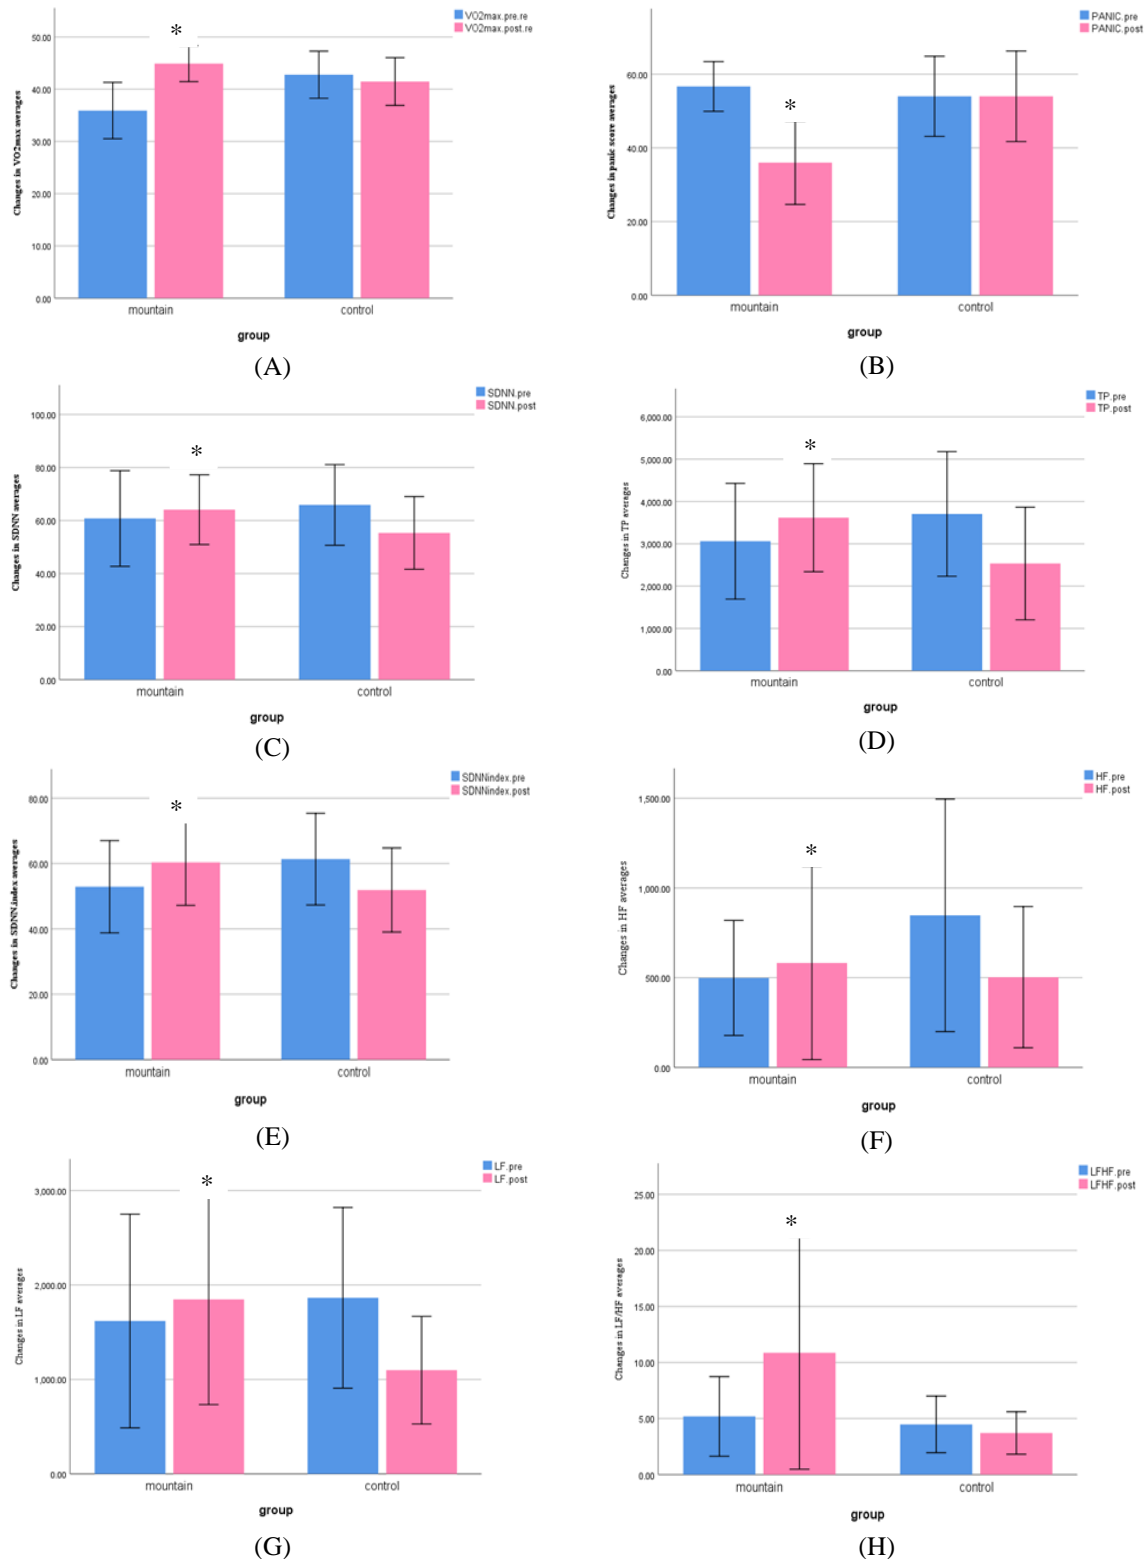 VO2max.pre.re
VO2max.post.re
*
50.00
40.00
30.00
20.00
10.00
0.00
Changes in VO2max averages
mountain control
group
(A)
PANIC.pre
PANIC.post
*
60.00
40.00
20.00
0.00
Changes in panic score averages
mountain control
group
(B)
SDNN.pre
SDNN.post
*
100.00
80.00
60.00
40.00
20.00
0.00
Changes in SDNN averages
mountain control
group
(C)
TP.pre
TP.post
*
6,000.00
5,000.00
4,000.00
3,000.00
2,000.00
1,000.00
0.00
Changes in TP averages
mountain control
group
(D)
SDNNindex.pre
SDNNindex.post
*
80.00
60.00
40.00
20.00
0.00
Changes in SDNN.index averages
mountain control
group
(E)
HF.pre
HF.post
*
1,500.00
1,000.00
500.00
0.00
Changes in HF averages
mountain control
group
(F)
LF.pre
LF.post
*
3,000.00
2,000.00
1,000.00
0.00
Changes in LF averages
mountain control
group
(G)
LFHF.pre
LFHF.post
*
25.00
20.00
15.00
10.00
5.00
0.00
Changes in LF/HF averages
mountain control
group
(H)